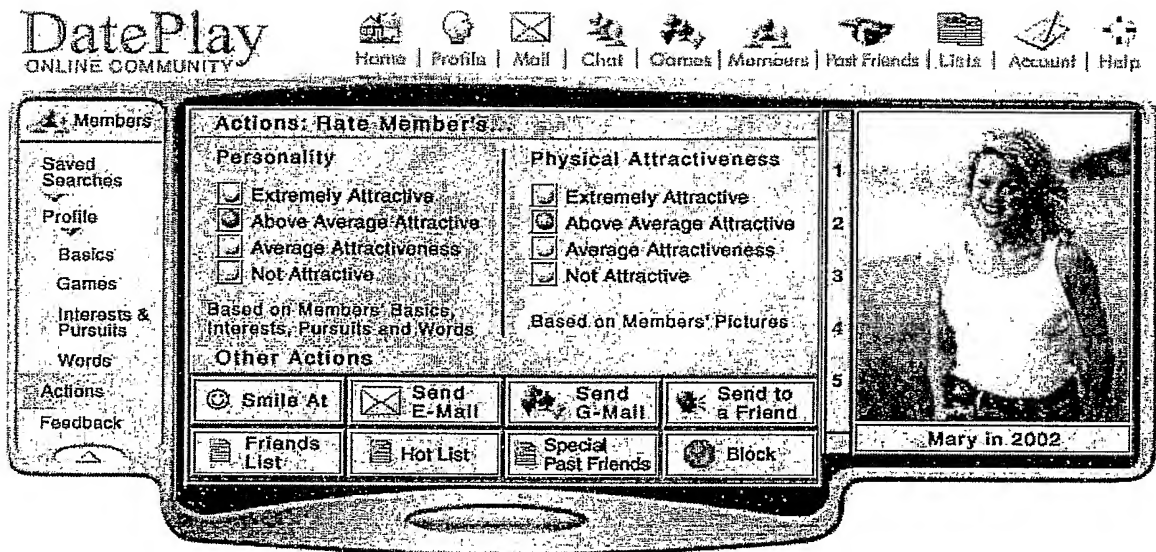 DatePlay
ONLINE COMMUNITY
Home | Profile | Mail | Chat | Games | Members | Past Friends | Lists | Account | Help
Members
Saved
Searches
Profile
Basics
Games
Interests &
Pursuits
Words
Actions
Feedback
Actions: Rate Member's...
Personality
Extremely Attractive
Above Average Attractive
Average Attractiveness
Not Attractive
Based on Members' Basics,
Interests, Pursuits and Words
Physical Attractiveness
Extremely Attractive
Above Average Attractive
Average Attractiveness
Not Attractive
Based on Members' Pictures
Other Actions
Smile At
Send
E-Mail
Send
G-Mail
Send to
a Friend
Friends
List
Hot List
Special
Past Friends
Block
1
2
3
4
5
Mary in 2002